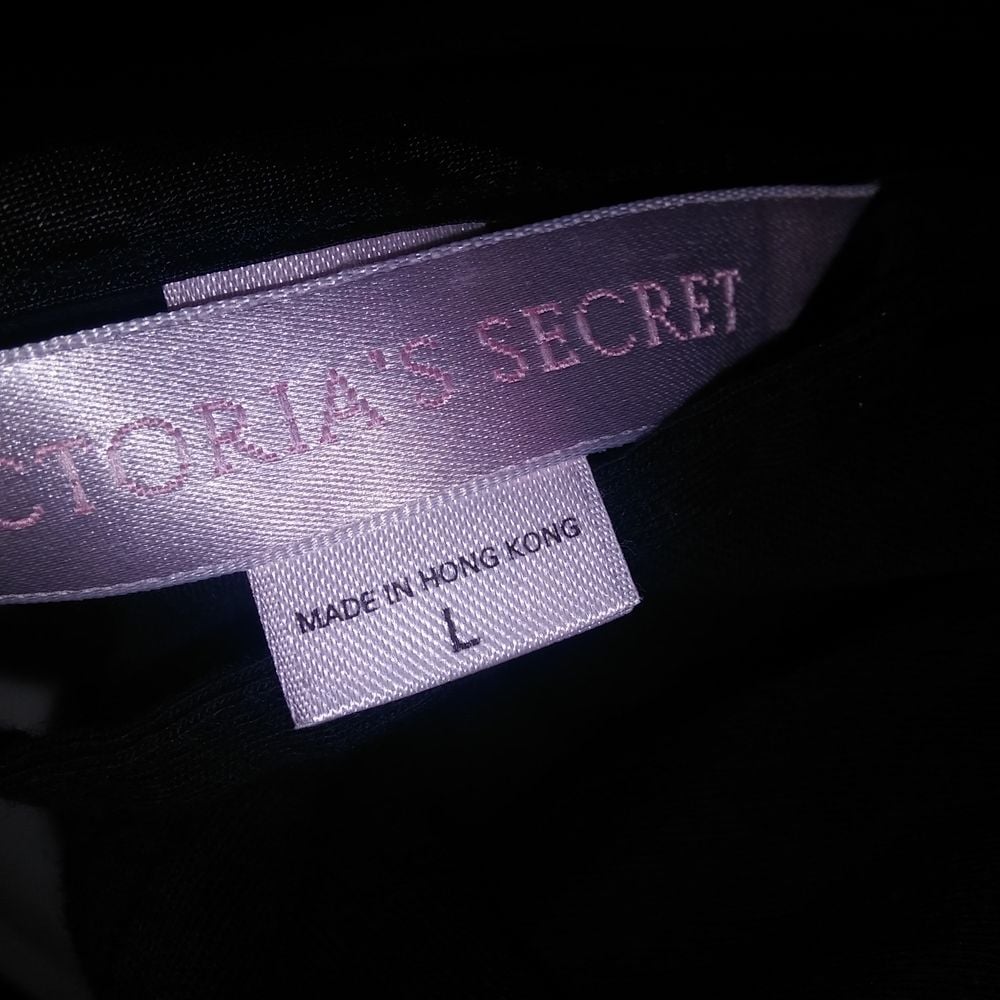 CTORIA'S SECRET
MADE IN HONG KONG
L